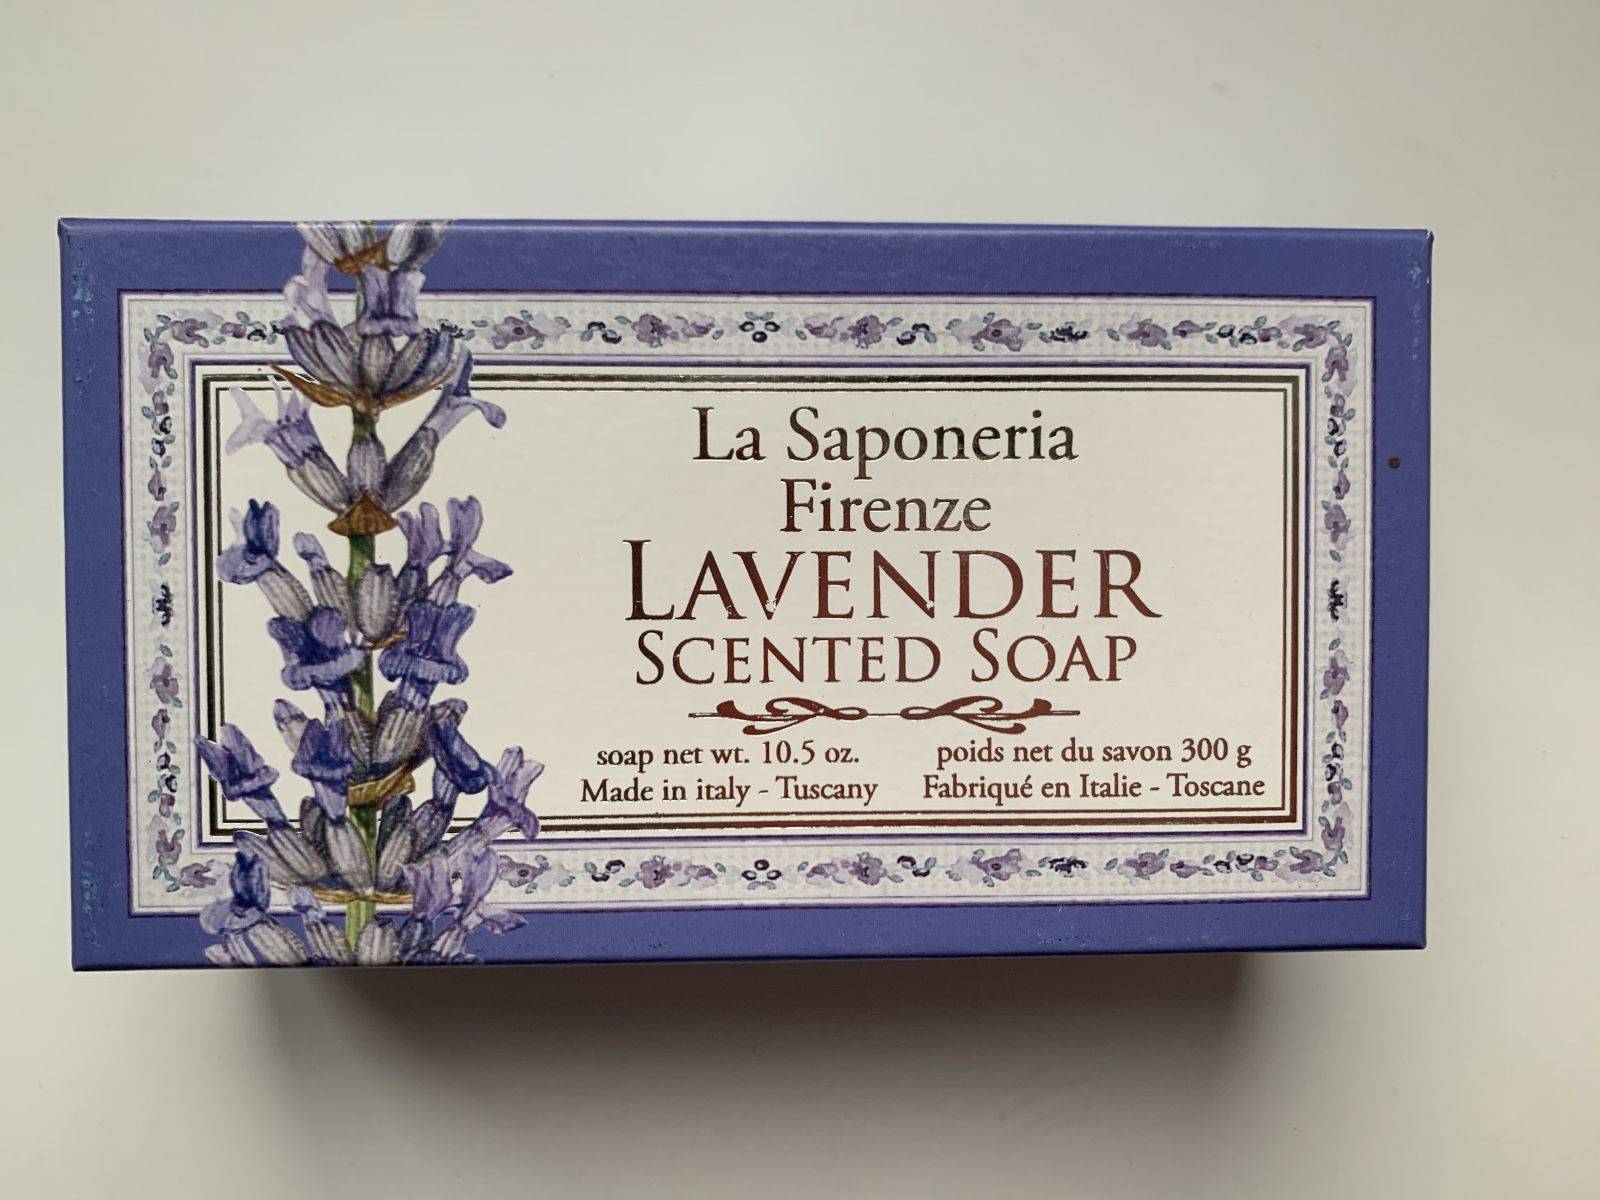 La Saponeria
Firenze
LAVENDER
SCENTED SOAP
soap net wt. 10.5 oz.
Made in italy - Tuscany
poids net du savon 300 g
Fabriqué en Italie - Toscane